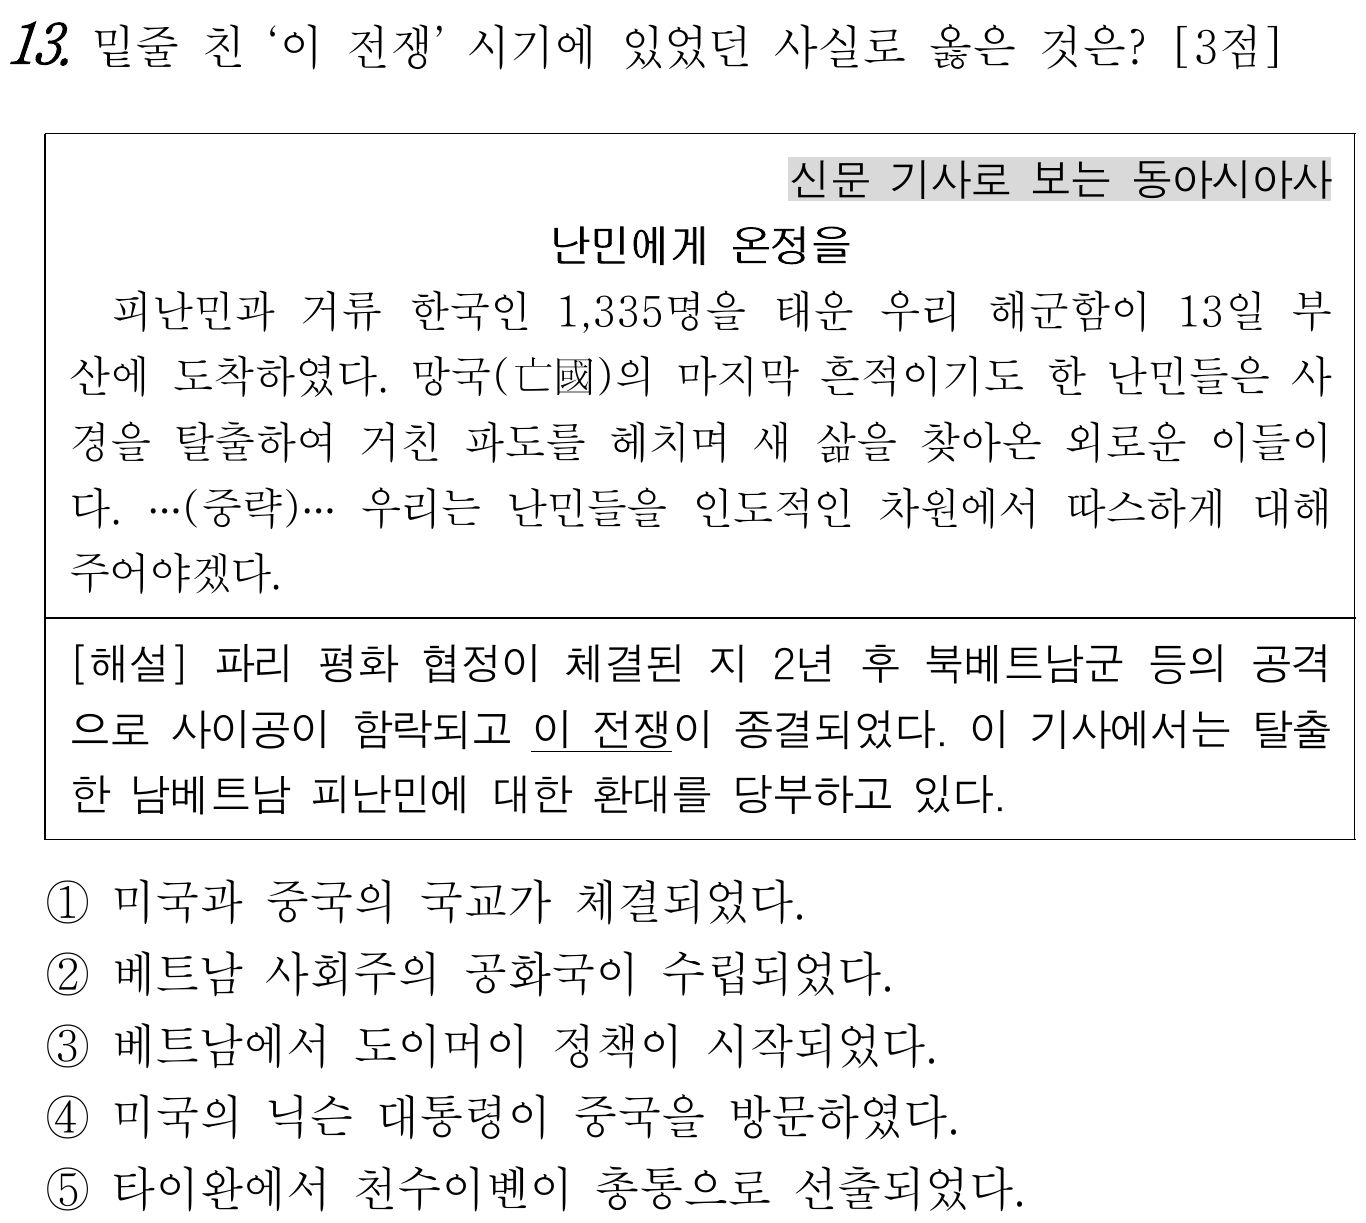 13. 밑줄 친 ‘이 전쟁’ 시기에 있었던 사실로 옳은 것은? [3점]
신문 기사로 보는 동아시아사
난민에게 온정을
피난민과 거류 한국인 1,335명을 태운 우리 해군함이 13일 부
산에 도착하였다. 망국(亡國)의 마지막 흔적이기도 한 난민들은 사
경을 탈출하여 거친 파도를 헤치며 새 삶을 찾아온 외로운 이들이
다. …(중략)… 우리는 난민들을 인도적인 차원에서 따스하게 대해
주어야겠다.
[해설] 파리 평화 협정이 체결된 지 2년 후 북베트남군 등의 공격
으로 사이공이 함락되고 이 전쟁이 종결되었다. 이 기사에서는 탈출
한 남베트남 피난민에 대한 환대를 당부하고 있다.
① 미국과 중국의 국교가 체결되었다.
② 베트남 사회주의 공화국이 수립되었다.
③ 베트남에서 도이머이 정책이 시작되었다.
④ 미국의 닉슨 대통령이 중국을 방문하였다.
⑤ 타이완에서 천수이볜이 총통으로 선출되었다.